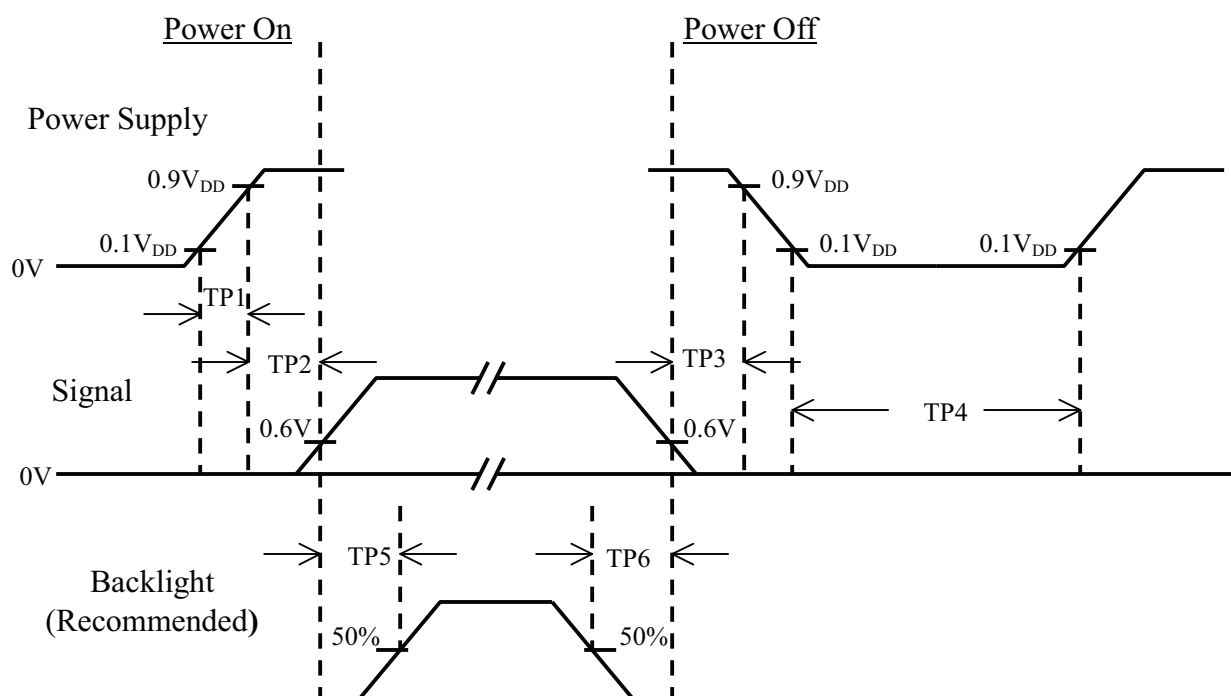 Power On
Power Off
Power Supply
0.9VDD
0.9VDD
0.1VDD
0.1VDD
0.1VDD
0V
TP1
TP2
TP3
Signal
TP4
0.6V
0.6V
0V
TP5
TP6
Backlight
(Recommended)
50%
50%